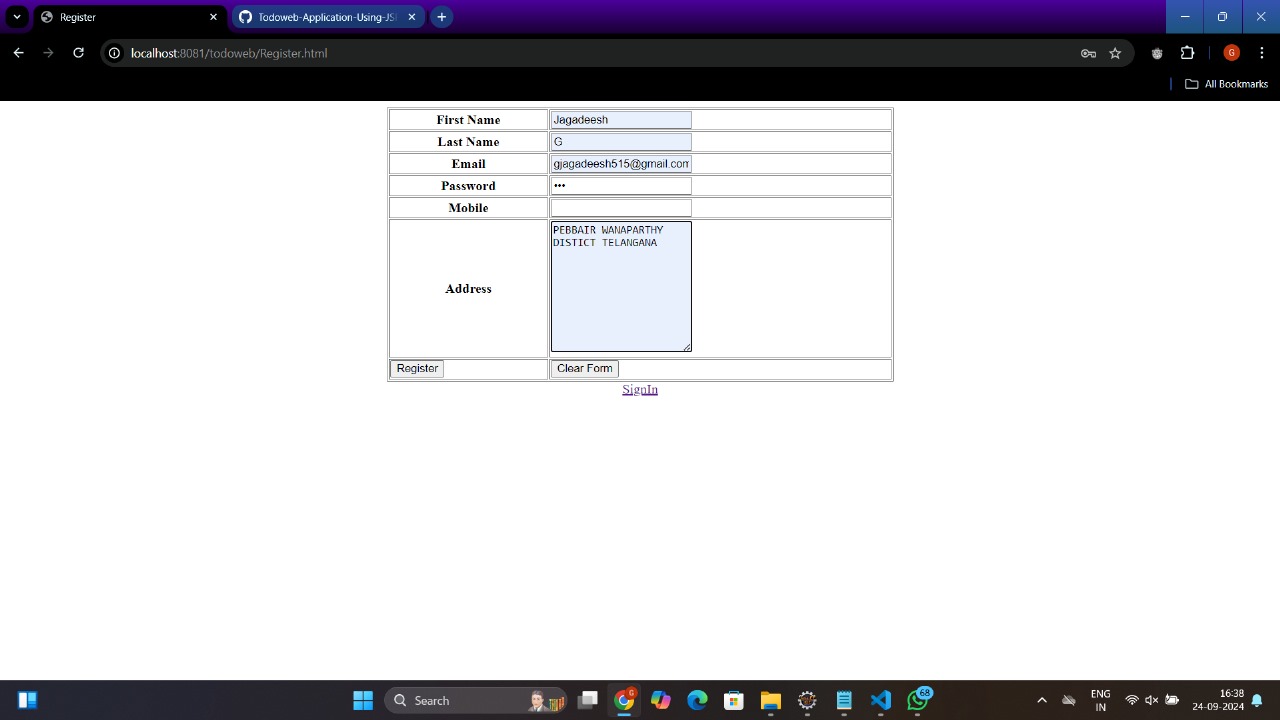 Register
Todoweb-Application-Using-JS
localhost:8081/todoweb/Register.html
G
All Bookmarks
First Name Jagadeesh
Last Name G
Email gjagadeesh515@gmail.com
Password •••
Mobile
Address PEBBAIR WANAPARTHY
DISTICT TELANGANA
Register Clear Form
SignIn
Search
G
68
ENG
IN
16:38
24-09-2024